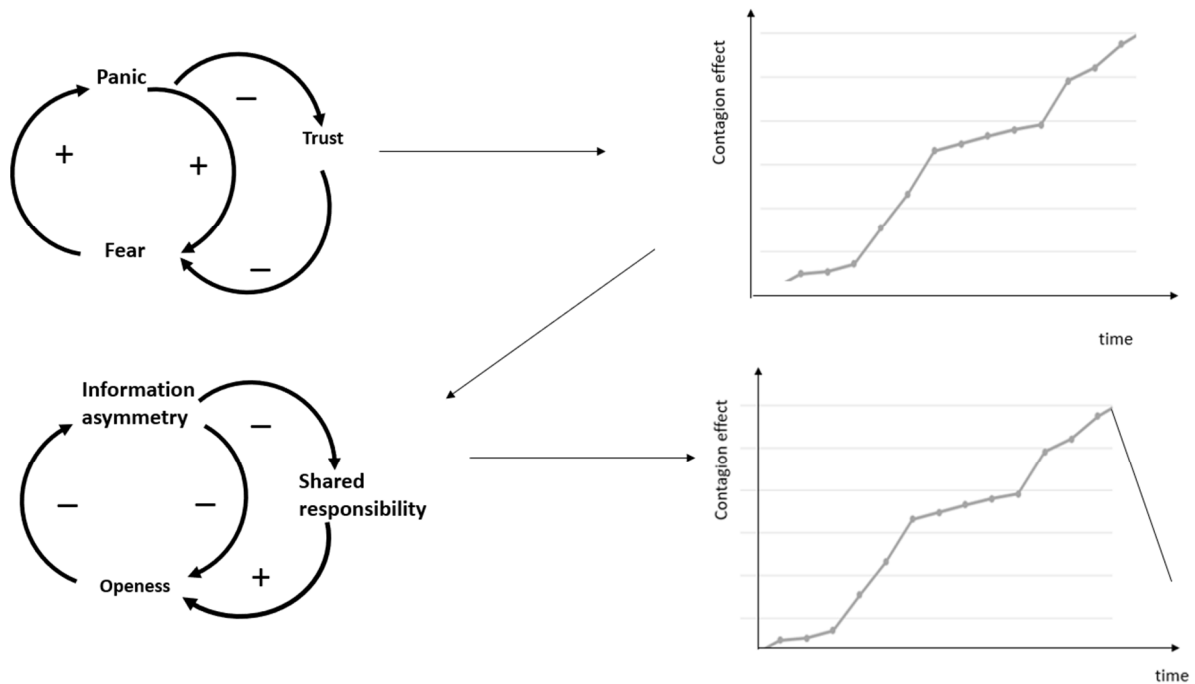 Panic
−
Trust
+
+
Fear
−
Contagion effect
time
Information
asymmetry
−
Shared
responsibility
−
−
Openess
+
Contagion effect
time